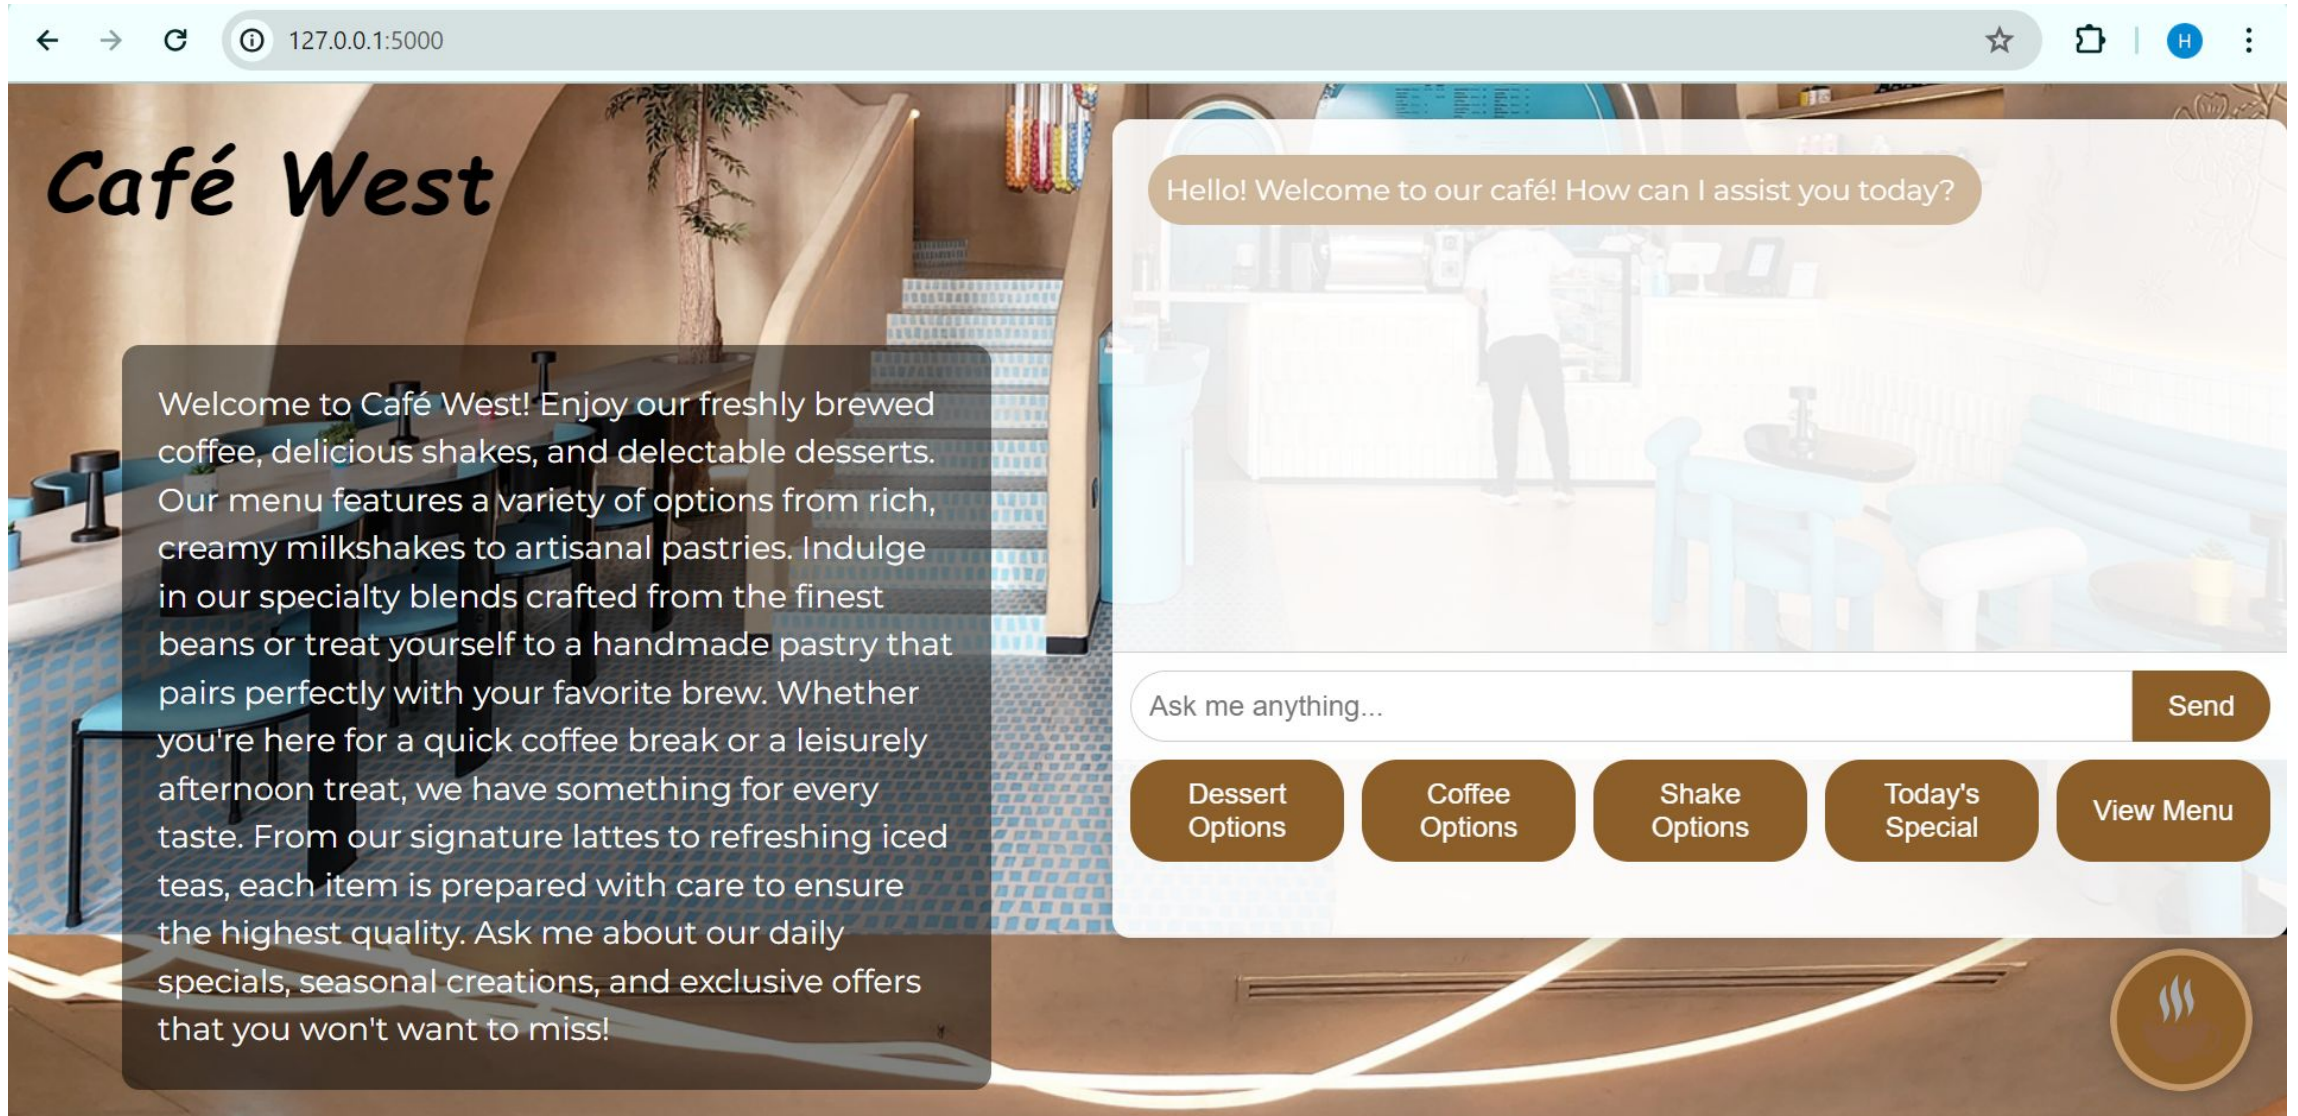 127.0.0.1:5000
H
Café West
Welcome to Café West! Enjoy our freshly brewed
coffee, delicious shakes, and delectable desserts.
Our menu features a variety of options from rich,
creamy milkshakes to artisanal pastries. Indulge
in our specialty blends crafted from the finest
beans or treat yourself to a handmade pastry that
pairs perfectly with your favorite brew. Whether
you're here for a quick coffee break or a leisurely
afternoon treat, we have something for every
taste. From our signature lattes to refreshing iced
teas, each item is prepared with care to ensure
the highest quality. Ask me about our daily
specials, seasonal creations, and exclusive offers
that you won't want to miss!
Hello! Welcome to our café! How can I assist you today?
Ask me anything...
Send
Dessert
Options
Coffee
Options
Shake
Options
Today's
Special
View Menu